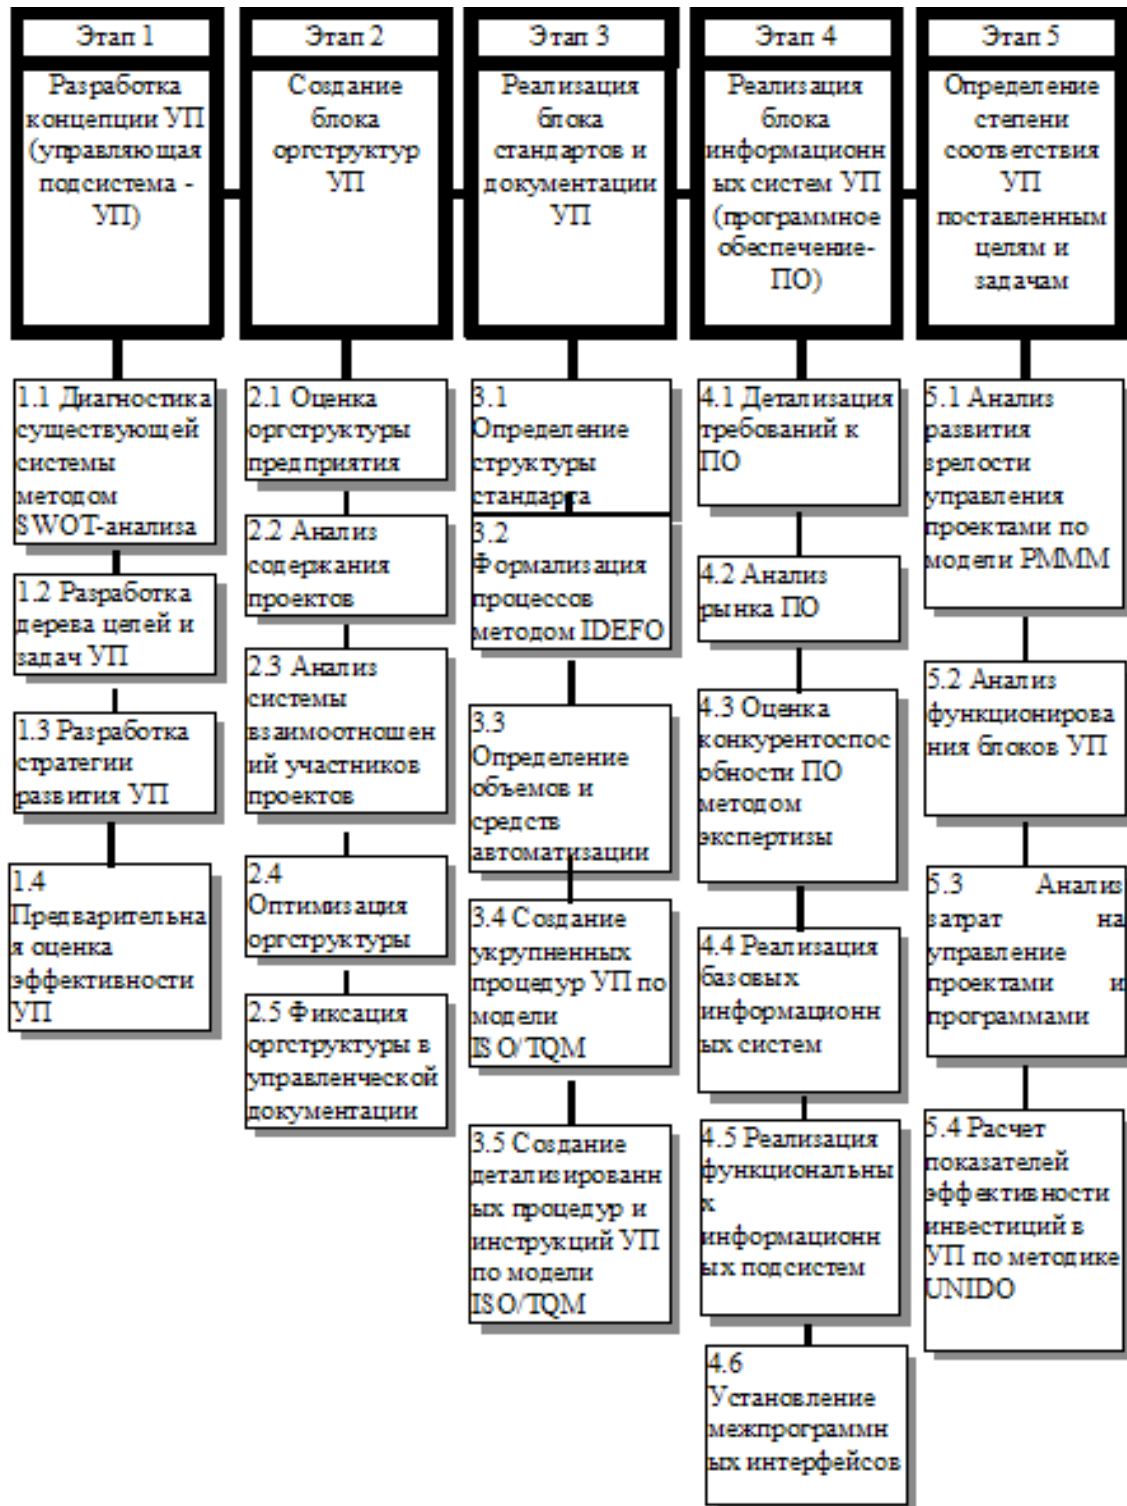 Этап 1
Разработка
концепции УП
(управляющая
подсистема -
УП)
1.1 Диагностика
существующей
системы
методом
SWOT-анализа
1.2 Разработка
дерева целей и
задач УП
1.3 Разработка
стратегии
развития УП
1.4
Предварительна
я оценка
эффективности
УП
Этап 2
Создание
блока
оргструктур
УП
2.1 Оценка
оргструктуры
предприятия
2.2 Анализ
содержания
проектов
2.3 Анализ
системы
взаимоотношен
ий участников
проектов
2.4
Оптимизация
оргструктуры
2.5 Фиксация
оргструктуры в
управленческой
документации
Этап 3
Реализация
блока
стандартов и
документации
УП
3.1
Определение
структуры
стандарта
3.2
Формализация
процессов
методом IDEFO
3.3
Определение
объемов и
средств
автоматизации
3.4 Создание
укрупненных
процедур УП по
модели
ISO/TQM
3.5 Создание
детализированн
ых процедур и
инструкций УП
по модели
ISO/TQM
Этап 4
Реализация
блока
информационн
ых систем УП
(программное
обеспечение-
ПО)
4.1 Детализация
требований к
ПО
4.2 Анализ
рынка ПО
4.3 Оценка
конкурентоспос
обности ПО
методом
экспертизы
4.4 Реализация
базовых
информационн
ых систем
4.5 Реализация
функциональны
х
информационн
ых подсистем
4.6
Установление
межпрограммн
ых интерфейсов
Этап 5
Определение
степени
соответствия
УП
поставленным
целям и
задачам
5.1 Анализ
развития
зрелости
управления
проектами по
модели PMMM
5.2 Анализ
функционирова
ния блоков УП
5.3 Анализ
затрат на
управление
проектами и
программами
5.4 Расчет
показателей
эффективности
инвестиций в
УП по методике
UNIDO